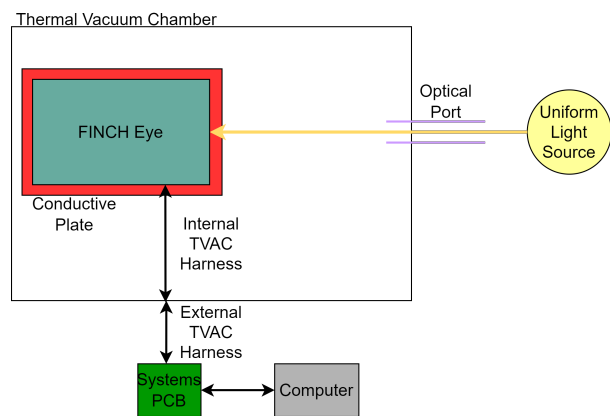 Thermal Vacuum Chamber
FINCH Eye
Conductive
Plate
Internal
TVAC
Harness
Optical
Port
Uniform
Light
Source
External
TVAC
Harness
Systems
PCB
Computer